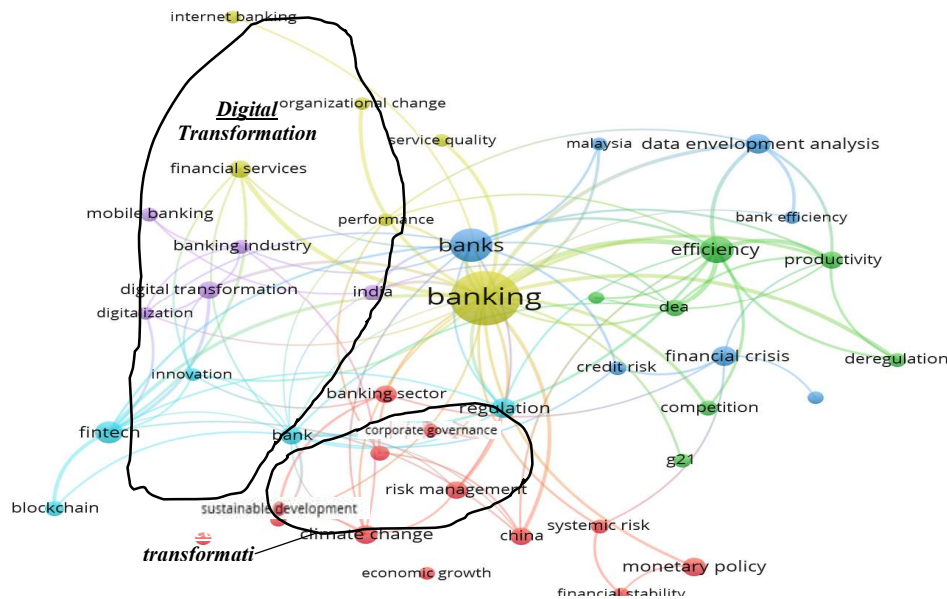 internet banking
Digital
Transformation
organizational change
service quality
malaysia
data envelopment analysis
financial services
mobile banking
performance
bank efficiency
banking industry
banks
efficiency
productivity
digital transformation
india
banking
digitalization
dea
innovation
credit risk
financial crisis
deregulation
banking sector
regulation
competition
fintech
bank
corporate governance
g21
risk management
blockchain
sustainable development
climate change
china
systemic risk
transformati
economic growth
monetary policy
financial stability